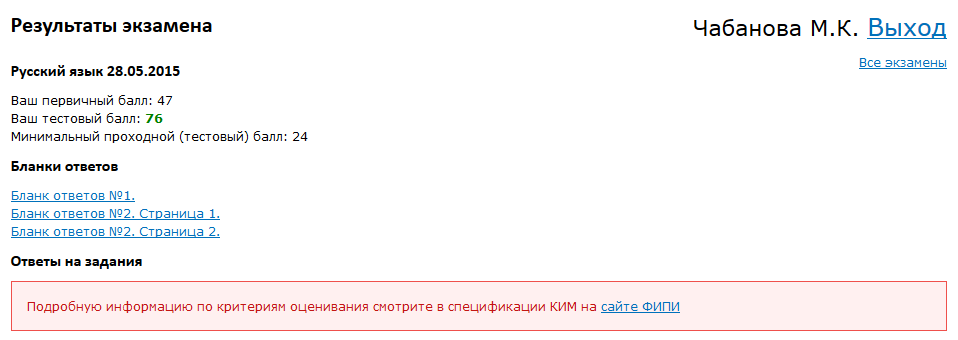 Результаты экзамена
Чабанова М.К. Выход
Все экзамены
Русский язык 28.05.2015
Ваш первичный балл: 47
Ваш тестовый балл: 76
Минимальный проходной (тестовый) балл: 24
Бланки ответов
Бланк ответов №1.
Бланк ответов №2. Страница 1.
Бланк ответов №2. Страница 2.
Ответы на задания
Подробную информацию по критериям оценивания смотрите в спецификации КИМ на сайте ФИПИ